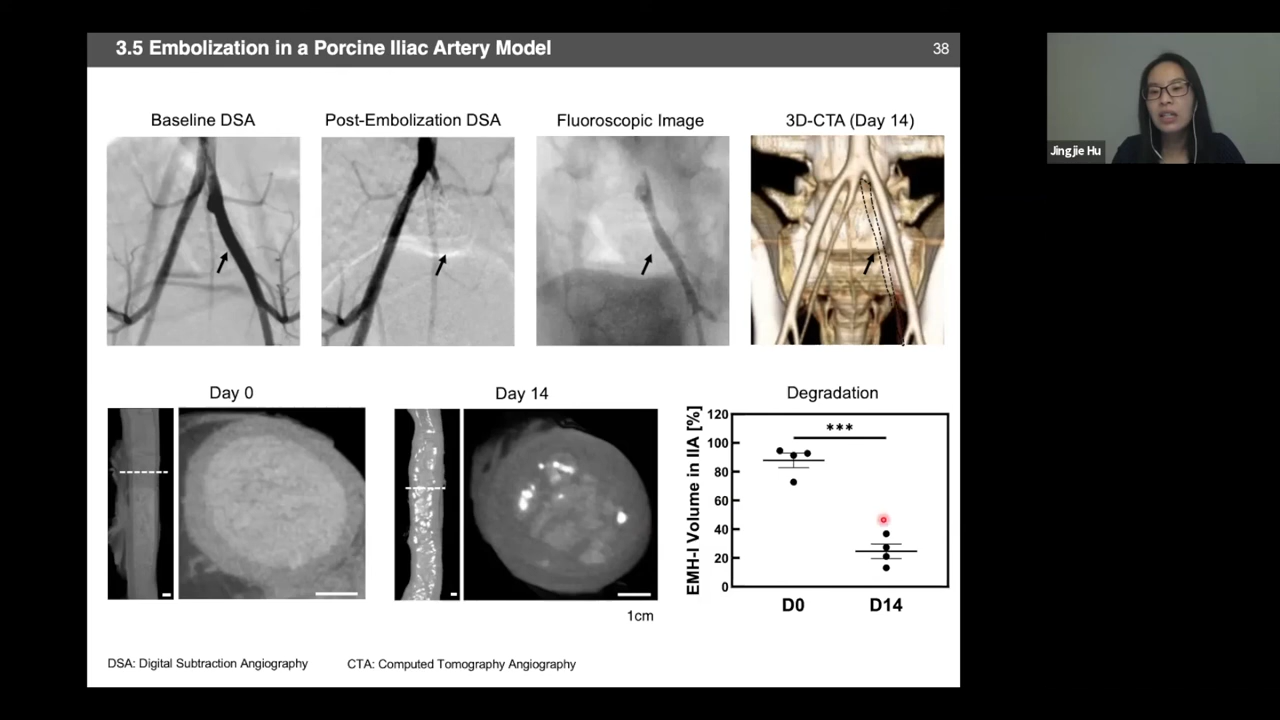 3.5 Embolization in a Porcine Iliac Artery Model
38
Jingjie Hu
Baseline DSA
Post-Embolization DSA
Fluoroscopic Image
3D-CTA (Day 14)
Day 0
Day 14
1cm
Degradation
EMH-I Volume in IIA [%]
120
100
80
60
40
20
0
***
D0
D14
DSA: Digital Subtraction Angiography
CTA: Computed Tomography Angiography